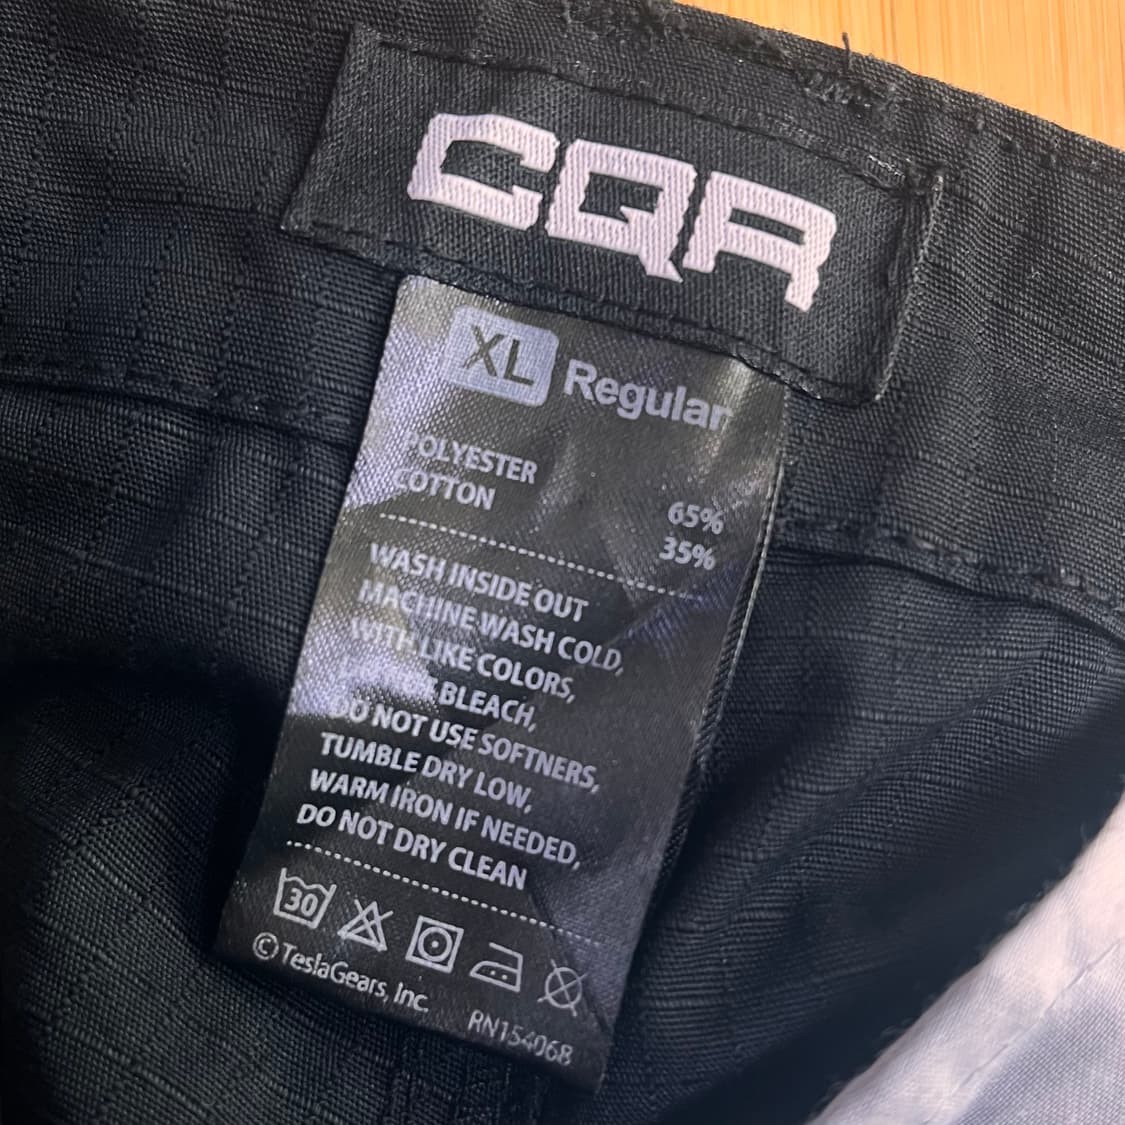 CQR
XL Regular
POLYESTER 65%
COTTON 35%
WASH INSIDE OUT
MACHINE WASH COLD,
WITH LIKE COLORS,
BLEACH,
DO NOT USE SOFTNERS,
TUMBLE DRY LOW,
WARM IRON IF NEEDED,
DO NOT DRY CLEAN
30
©TeslaGears, Inc.
RN154068